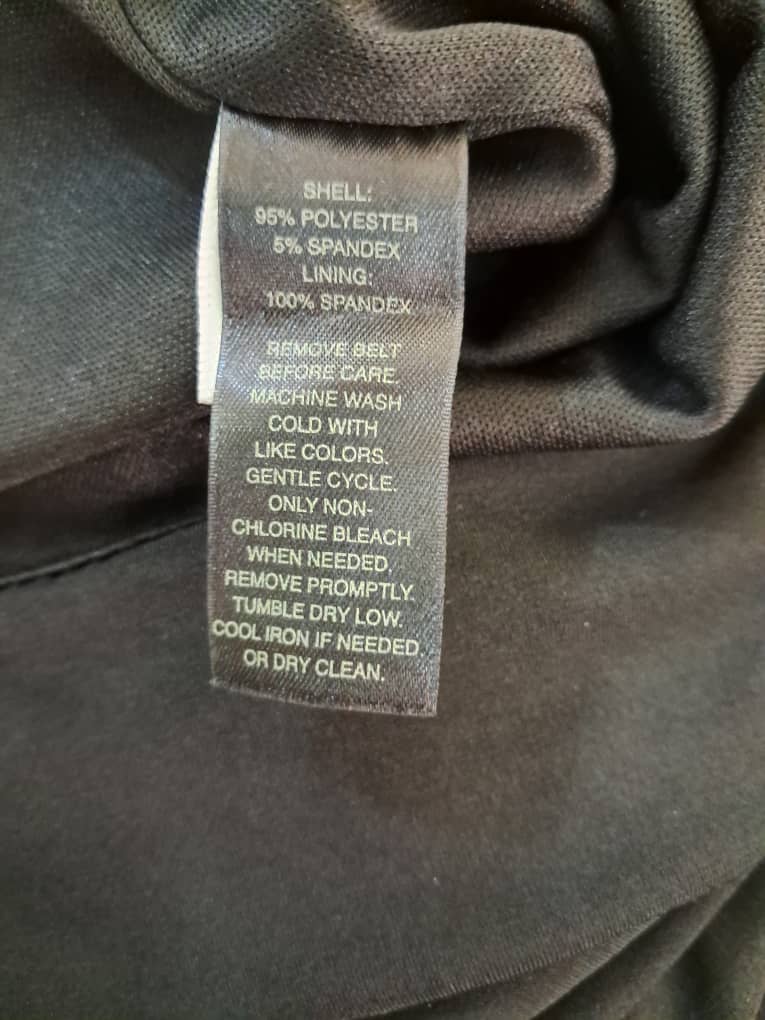 SHELL:
95% POLYESTER
5% SPANDEX
LINING:
100% SPANDEX
REMOVE BELT
BEFORE CARE.
MACHINE WASH
COLD WITH
LIKE COLORS.
GENTLE CYCLE.
ONLY NON-
CHLORINE BLEACH
WHEN NEEDED.
REMOVE PROMPTLY.
TUMBLE DRY LOW.
COOL IRON IF NEEDED.
OR DRY CLEAN.